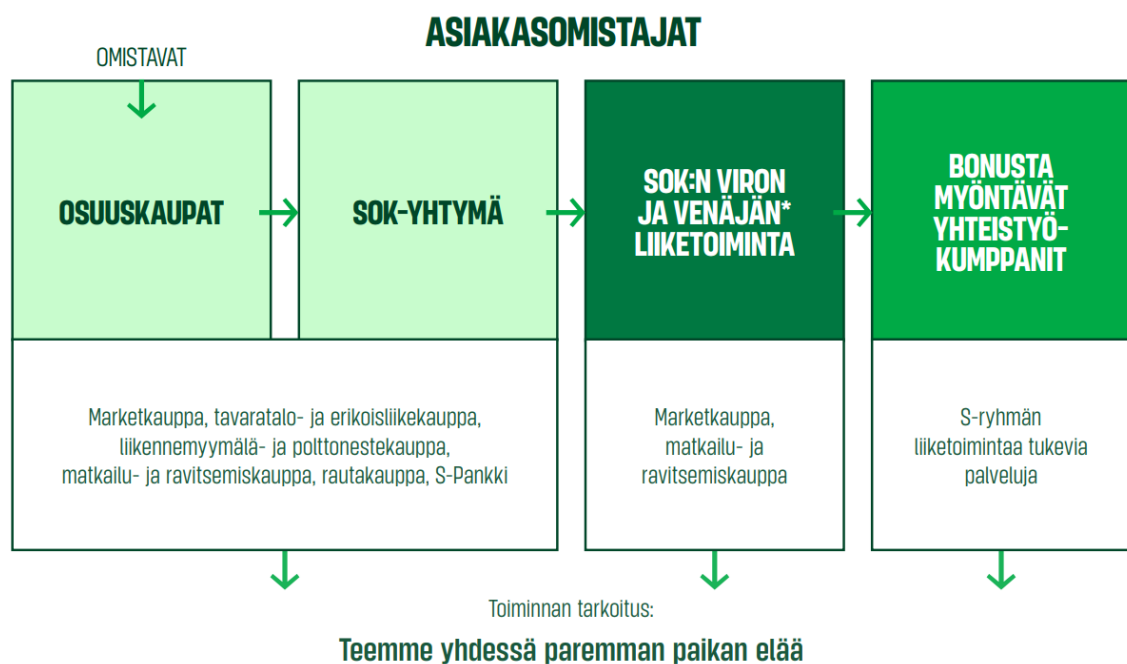 ASIAKASOMISTAJAT
OMISTAVAT
OSUUSKAUPAT
SOK-YHTYMÄ
SOK:N VIRON
JA VENÄJÄN*
LIIKETOIMINTA
BONUSTA
MYÖNTÄVÄT
YHTEISTYÖ-
KUMPPANIT
Marketkauppa, tavaratalo- ja erikoisliikekauppa,
liikennemyymälä- ja polttonestekauppa,
matkailu- ja ravitsemiskauppa, rautakauppa, S-Pankki
Marketkauppa,
matkailu- ja
ravitsemiskauppa
S-ryhmän
liiketoimintaa tukevia
palveluja
Toiminnan tarkoitus:
Teemme yhdessä paremman paikan elää